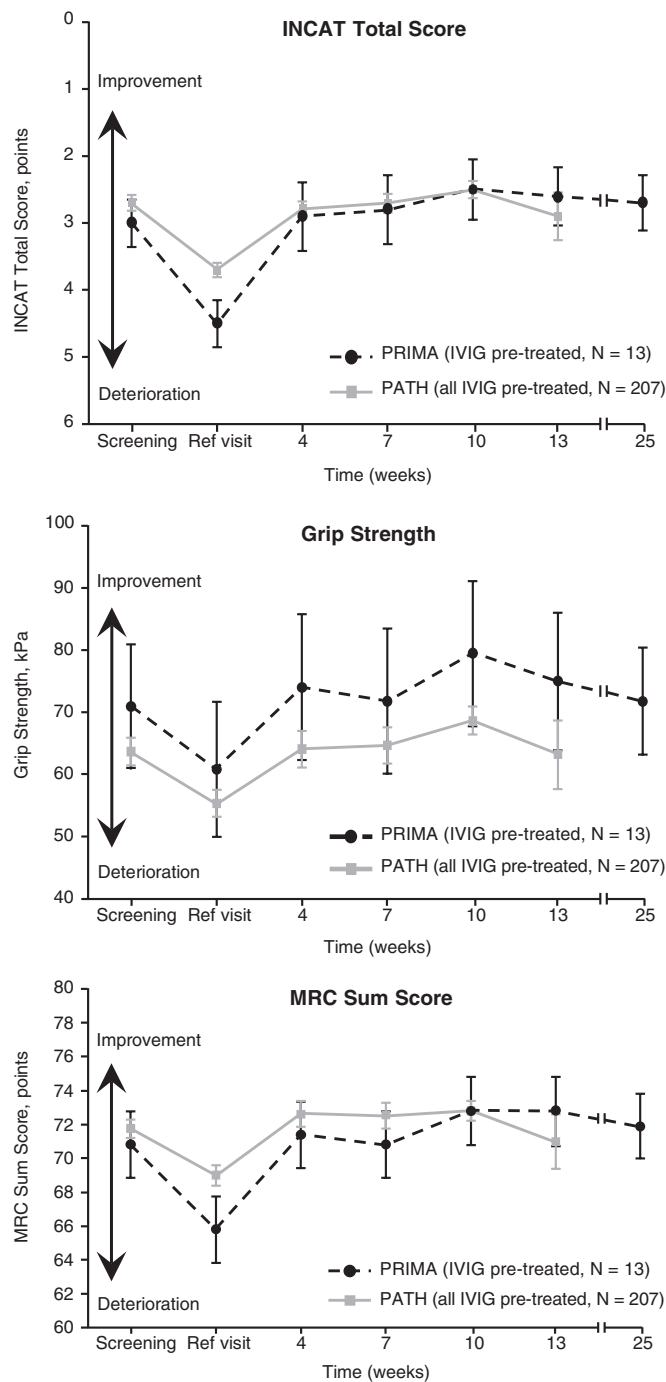 INCAT Total Score
0
1
2
3
4
5
6
INCAT Total Score, points
Improvement
Deterioration
PRIMA (IVIG pre-treated, N = 13)
PATH (all IVIG pre-treated, N = 207)
Screening Ref visit 4 7 10 13 25
Time (weeks)
Grip Strength
100
90
80
70
60
50
40
Grip Strength, kPa
Improvement
Deterioration
PRIMA (IVIG pre-treated, N = 13)
PATH (all IVIG pre-treated, N = 207)
Screening Ref visit 4 7 10 13 25
Time (weeks)
MRC Sum Score
80
78
76
74
72
70
68
66
64
62
60
MRC Sum Score, points
Improvement
Deterioration
PRIMA (IVIG pre-treated, N = 13)
PATH (all IVIG pre-treated, N = 207)
Screening Ref visit 4 7 10 13 25
Time (weeks)